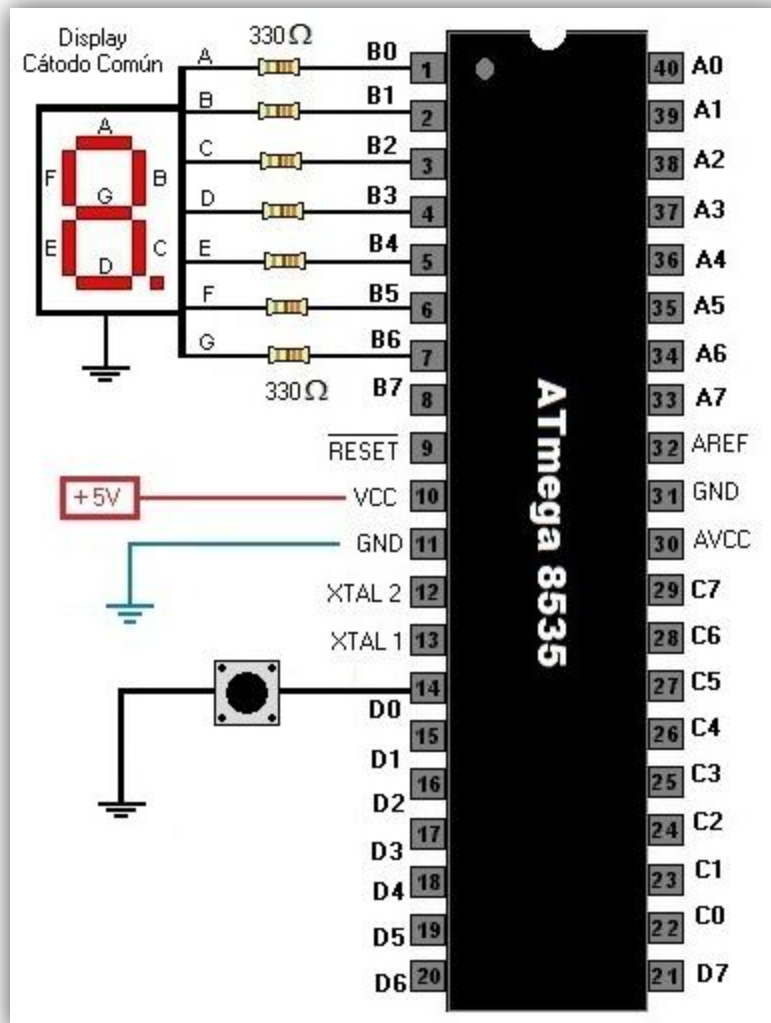 Display
Cátodo Común
330Ω
A
B
C
D
E
F
G
A
F
B
G
E
C
D
330Ω
B0
B1
B2
B3
B4
B5
B6
B7
RESET
+5V
VCC
GND
XTAL 2
XTAL 1
D0
D1
D2
D3
D4
D5
D6
1
2
3
4
5
6
7
8
9
10
11
12
13
14
15
16
17
18
19
20
ATmega 8535
40 A0
39 A1
38 A2
37 A3
36 A4
35 A5
34 A6
33 A7
32 AREF
31 GND
30 AVCC
29 C7
28 C6
27 C5
26 C4
25 C3
24 C2
23 C1
22 C0
21 D7